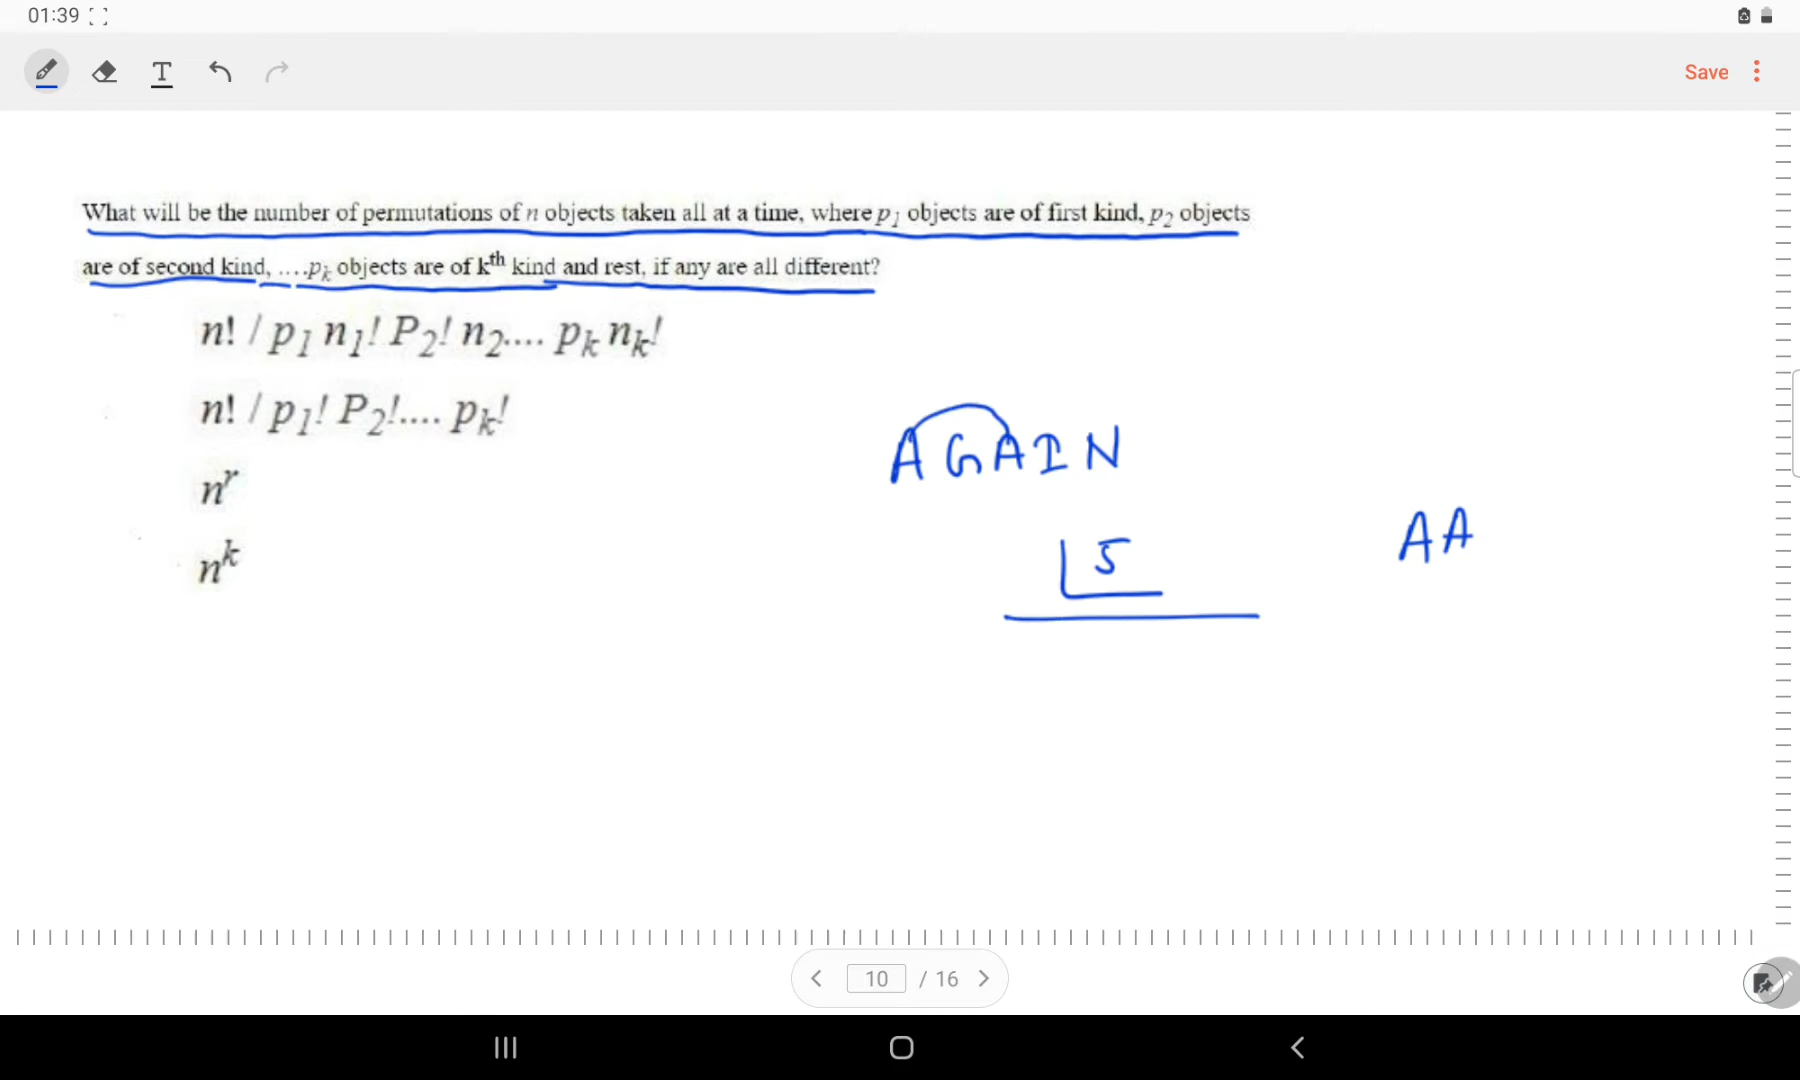 01:39
T Save
What will be the number of permutations of n objects taken all at a time, where p₁ objects are of first kind, p₂ objects
are of second kind, ....pₖ objects are of kᵗʰ kind and rest, if any are all different?
n! / p₁ n₁! P₂! n₂.... pₖ nₖ!
n! / p₁! P₂!.... pₖ!
nʳ
nᵏ
AGAIN
5
AA
10 / 16